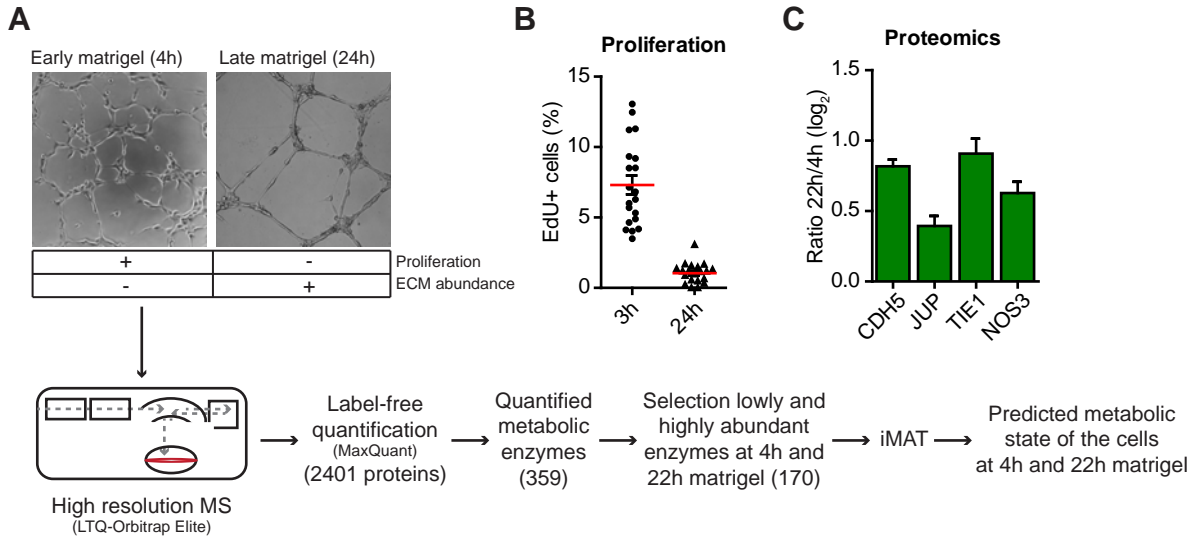 A
Early matrigel (4h)
Late matrigel (24h)
+
-
Proliferation
-
+
ECM abundance
B
Proliferation
EdU+ cells (%)
15
10
5
0
3h
24h
C
Proteomics
Ratio 22h/4h (log2)
1.5
1.0
0.5
0.0
CDH5
JUP
TIE1
NOS3
High resolution MS
(LTQ-Orbitrap Elite)
Label-free
quantification
(MaxQuant)
(2401 proteins)
Quantified
metabolic
enzymes
(359)
Selection lowly and
highly abundant
enzymes at 4h and
22h matrigel (170)
iMAT
Predicted metabolic
state of the cells
at 4h and 22h matrigel